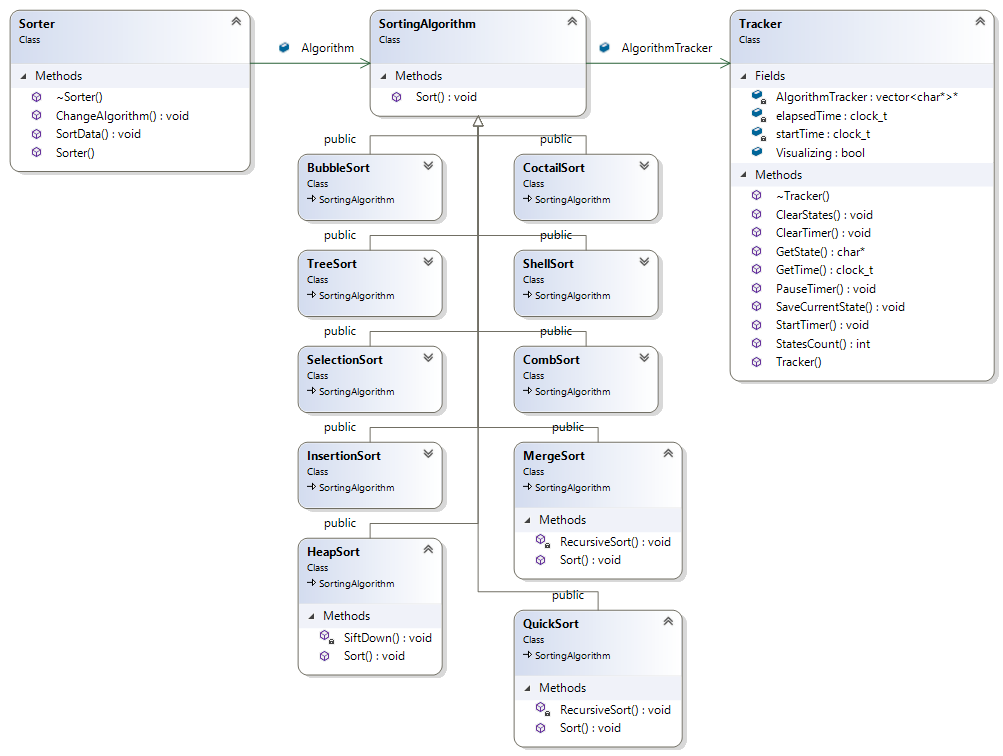 Sorter
Class
Methods
~Sorter()
ChangeAlgorithm() : void
SortData() : void
Sorter()
Algorithm
SortingAlgorithm
Class
Methods
Sort() : void
AlgorithmTracker
Tracker
Class
Fields
AlgorithmTracker : vector<char*>*
elapsedTime : clock_t
startTime : clock_t
Visualizing : bool
Methods
~Tracker()
ClearStates() : void
ClearTimer() : void
GetState() : char*
GetTime() : clock_t
PauseTimer() : void
SaveCurrentState() : void
StartTimer() : void
StatesCount() : int
Tracker()
public
BubbleSort
Class
SortingAlgorithm
public
CoctailSort
Class
SortingAlgorithm
public
TreeSort
Class
SortingAlgorithm
public
ShellSort
Class
SortingAlgorithm
public
SelectionSort
Class
SortingAlgorithm
public
CombSort
Class
SortingAlgorithm
public
InsertionSort
Class
SortingAlgorithm
public
MergeSort
Class
SortingAlgorithm
Methods
RecursiveSort() : void
Sort() : void
public
HeapSort
Class
SortingAlgorithm
Methods
SiftDown() : void
Sort() : void
public
QuickSort
Class
SortingAlgorithm
Methods
RecursiveSort() : void
Sort() : void